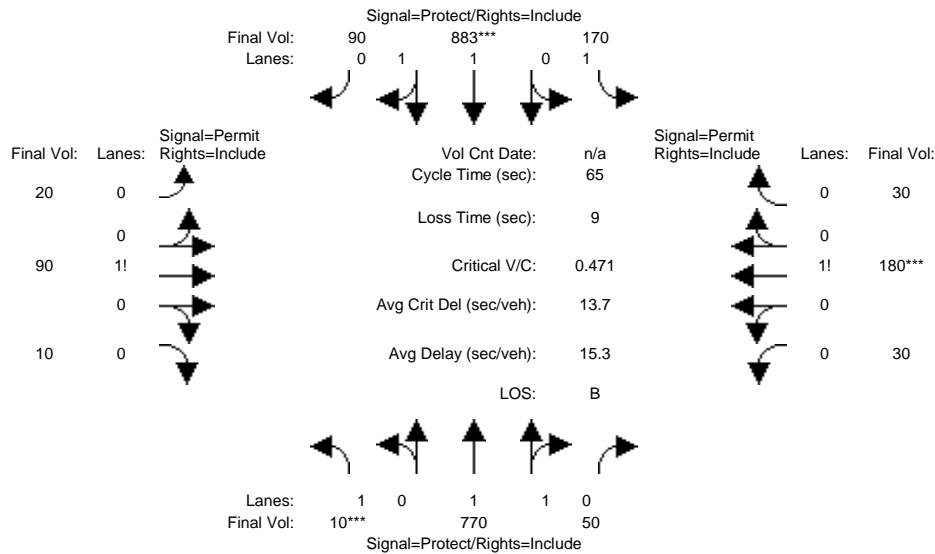 Signal=Protect/Rights=Include
Final Vol: 90 883*** 170
Lanes: 0 1 1 0 1
Signal=Permit Signal=Permit
Final Vol: Lanes: Rights=Include Vol Cnt Date: n/a Rights=Include Lanes: Final Vol:
Cycle Time (sec): 65
20 0 0 30
Loss Time (sec): 9
0 0
90 1! Critical V/C: 0.471 1! 180***
0 Avg Crit Del (sec/veh): 13.7 0
10 0 Avg Delay (sec/veh): 15.3 0 30
LOS: B
Lanes: 1 0 1 1 0
Final Vol: 10*** 770 50
Signal=Protect/Rights=Include